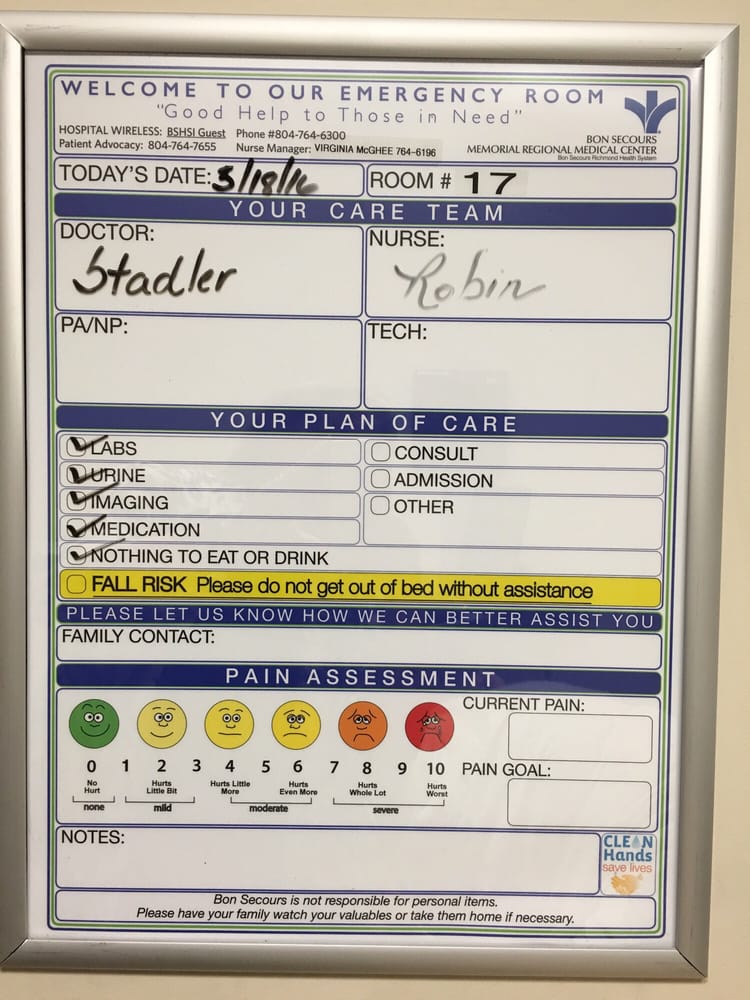 WELCOME TO OUR EMERGENCY ROOM
"Good Help to Those in Need"
HOSPITAL WIRELESS: BSHSI Guest Phone #804-764-6300
Patient Advocacy: 804-764-7655 Nurse Manager: VIRGINIA McGHEE 764-6196
BON SECOURS
MEMORIAL REGIONAL MEDICAL CENTER
Bon Secours Richmond Health System
TODAY'S DATE: 3/18/16 ROOM # 17
YOUR CARE TEAM
DOCTOR: NURSE:
Stadler Robin
PA/NP: TECH:
YOUR PLAN OF CARE
LABS CONSULT
URINE ADMISSION
IMAGING OTHER
MEDICATION
NOTHING TO EAT OR DRINK
FALL RISK Please do not get out of bed without assistance
PLEASE LET US KNOW HOW WE CAN BETTER ASSIST YOU
FAMILY CONTACT:
PAIN ASSESSMENT
CURRENT PAIN:
0 1 2 3 4 5 6 7 8 9 10 PAIN GOAL:
No Hurts Hurts Little Hurts Hurts Hurts
Hurt Little Bit More Even More Whole Lot Worst
none mild moderate severe
NOTES:
CLEAN
Hands
save lives
Bon Secours is not responsible for personal items.
Please have your family watch your valuables or take them home if necessary.